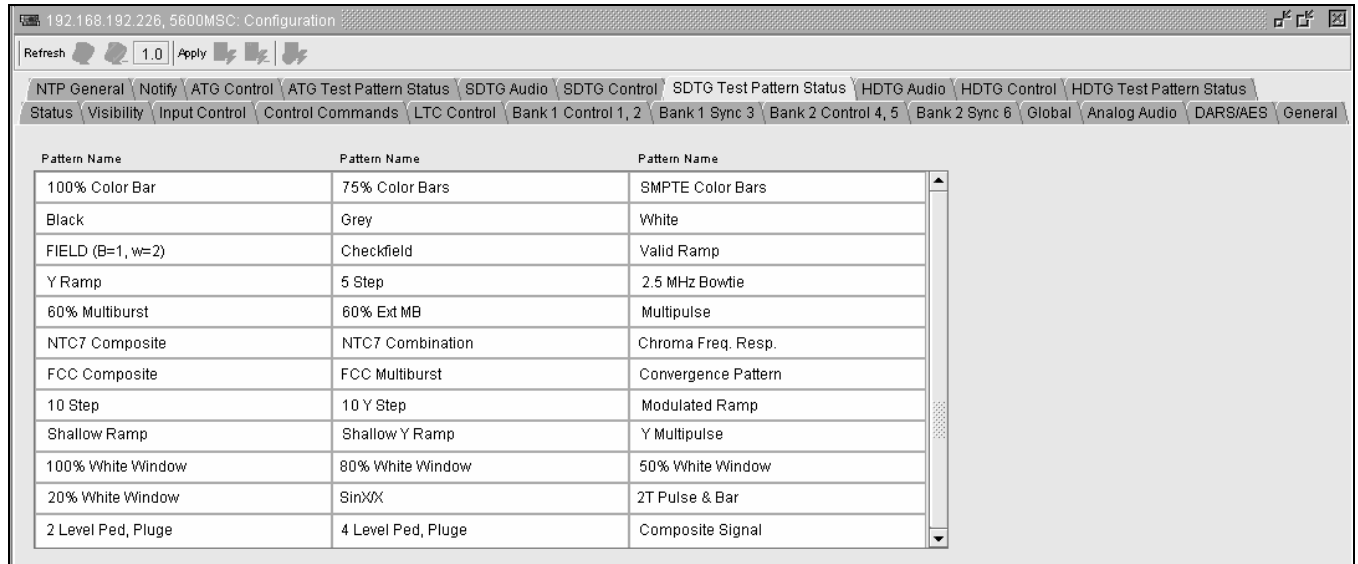 192.168.192.226, 5600MSC: Configuration
Refresh 1.0 Apply
NTP General Notify ATG Control ATG Test Pattern Status SDTG Audio SDTG Control SDTG Test Pattern Status HDTG Audio HDTG Control HDTG Test Pattern Status
Status Visibility Input Control Control Commands LTC Control Bank 1 Control 1, 2 Bank 1 Sync 3 Bank 2 Control 4, 5 Bank 2 Sync 6 Global Analog Audio DARS/AES General
Pattern Name Pattern Name Pattern Name
100% Color Bar 75% Color Bars SMPTE Color Bars
Black Grey White
FIELD (B=1, w=2) Checkfield Valid Ramp
Y Ramp 5 Step 2.5 MHz Bowtie
60% Multiburst 60% Ext MB Multipulse
NTC7 Composite NTC7 Combination Chroma Freq. Resp.
FCC Composite FCC Multiburst Convergence Pattern
10 Step 10 Y Step Modulated Ramp
Shallow Ramp Shallow Y Ramp Y Multipulse
100% White Window 80% White Window 50% White Window
20% White Window SinX/X 2T Pulse & Bar
2 Level Ped, Pluge 4 Level Ped, Pluge Composite Signal